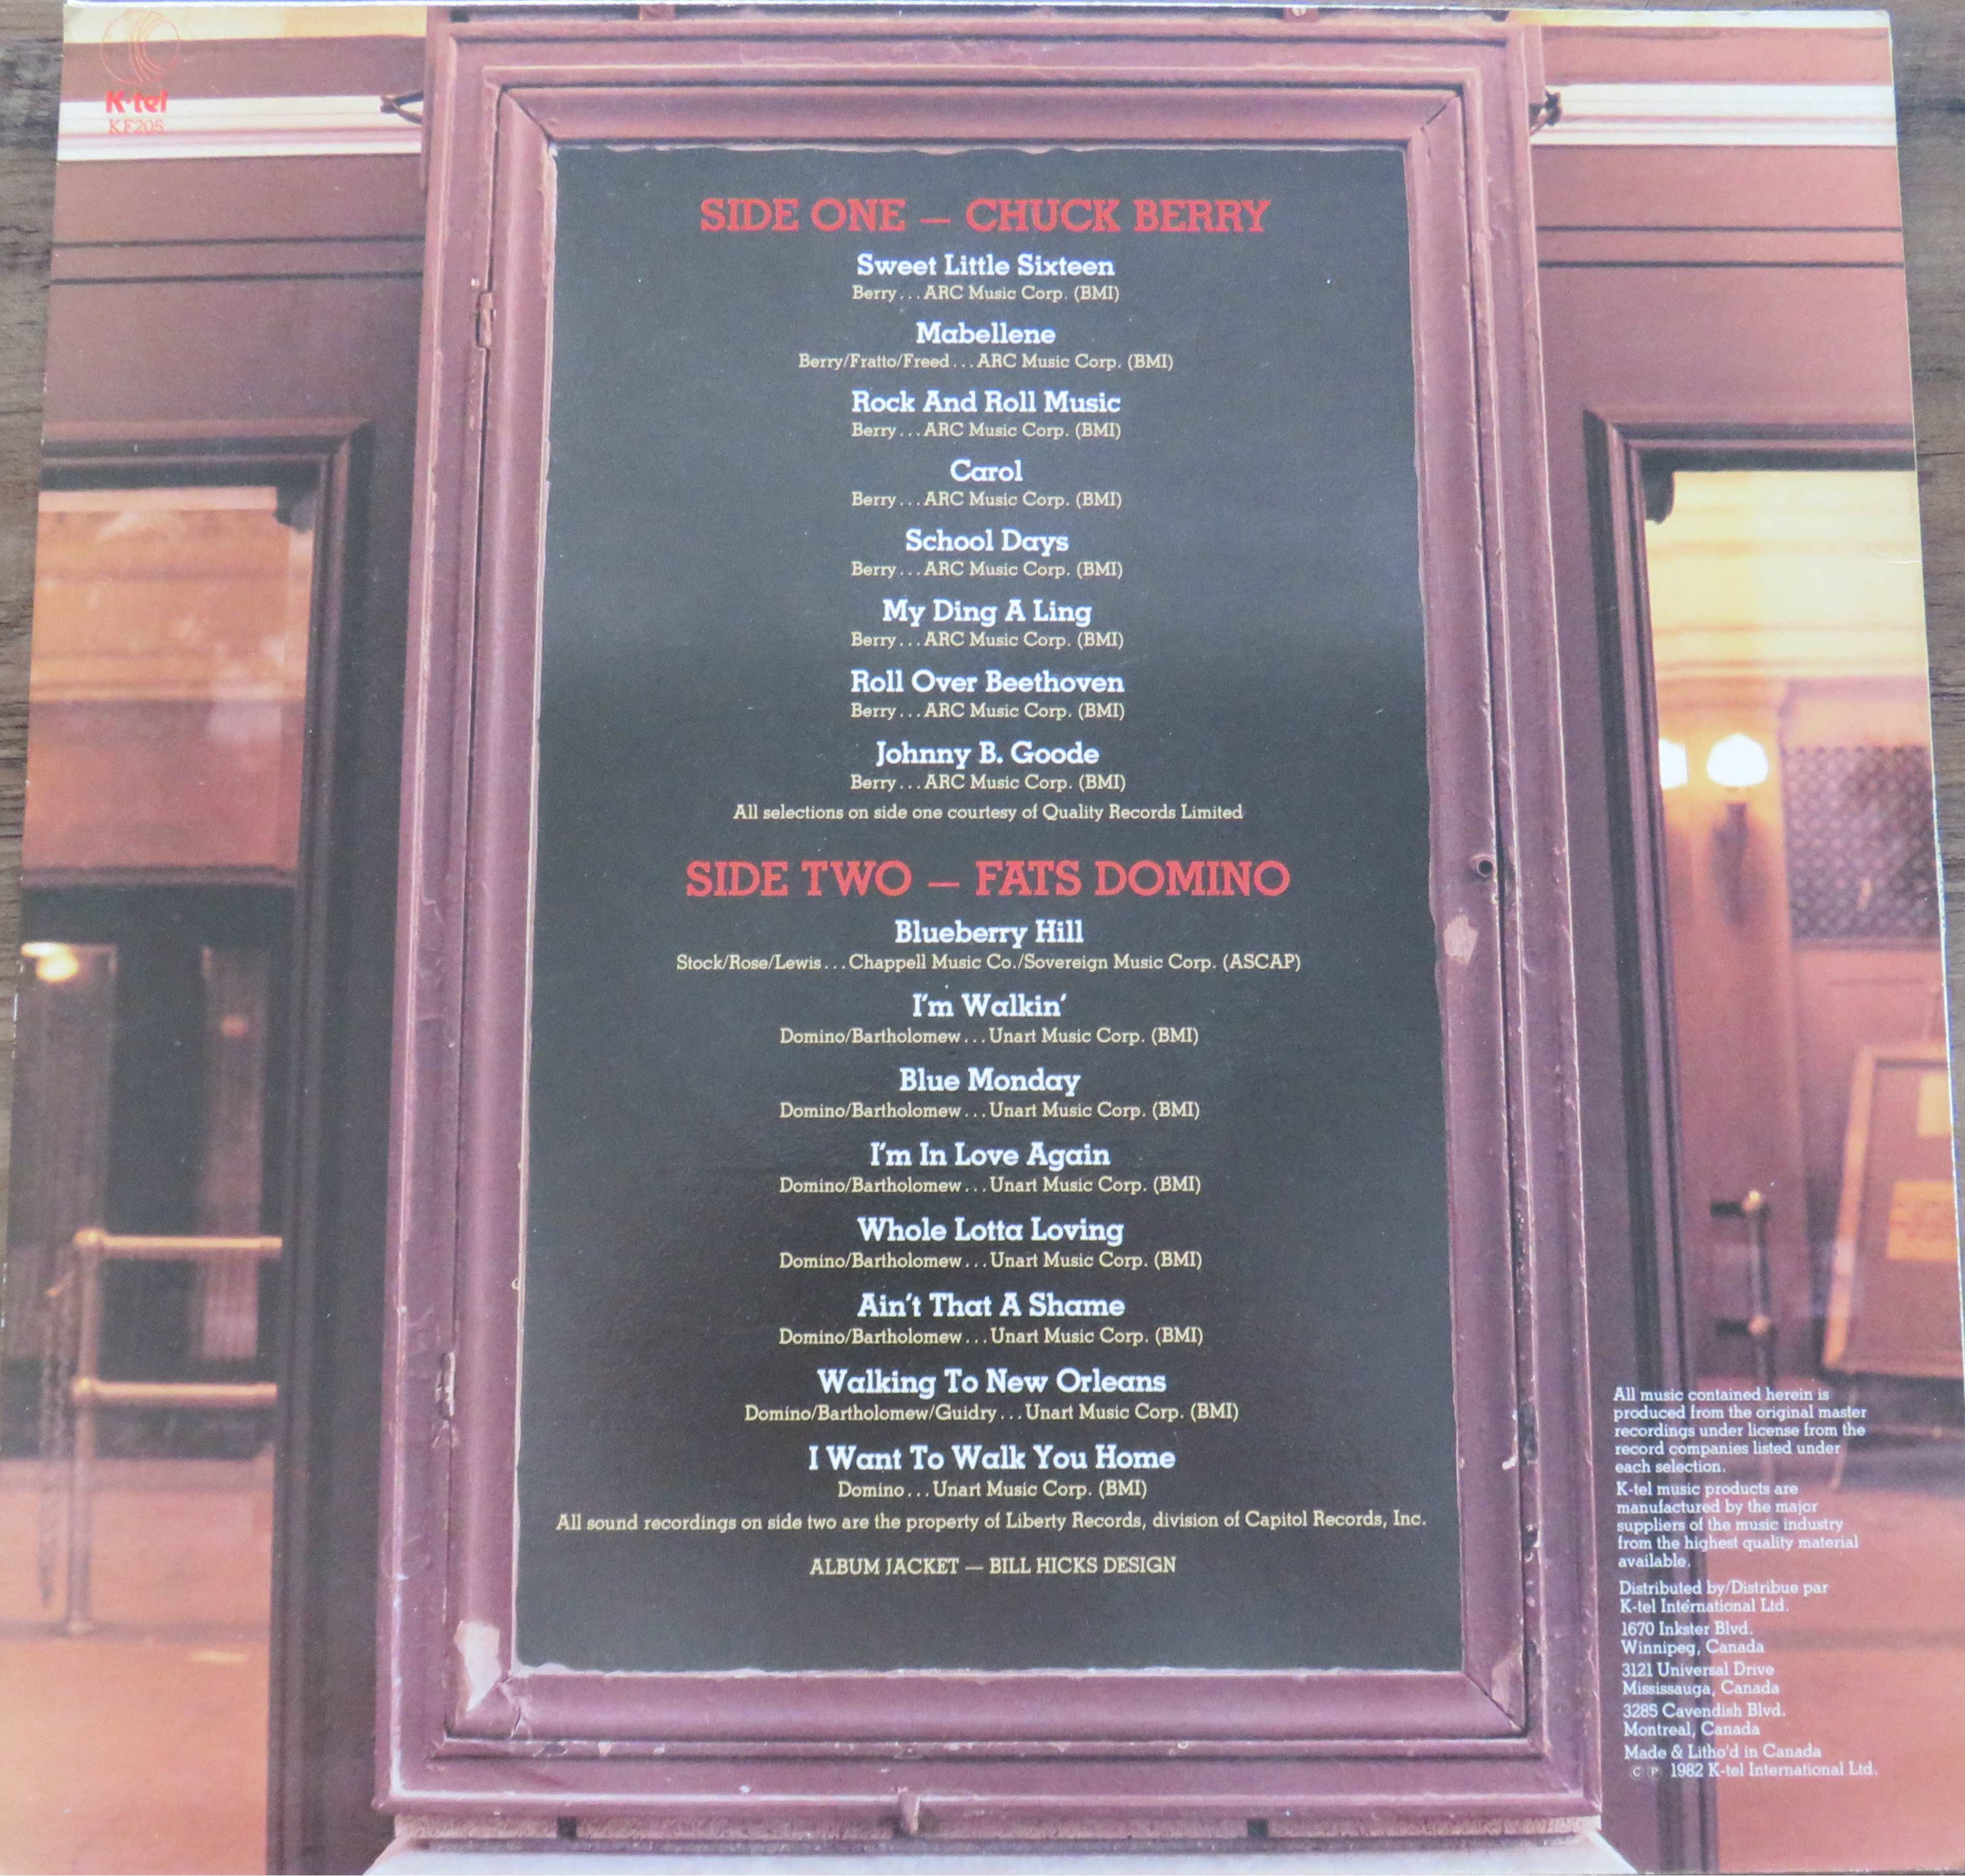 K-tel
KF205
SIDE ONE — CHUCK BERRY
Sweet Little Sixteen
Berry...ARC Music Corp. (BMI)
Mabellene
Berry/Fratto/Freed...ARC Music Corp. (BMI)
Rock And Roll Music
Berry...ARC Music Corp. (BMI)
Carol
Berry...ARC Music Corp. (BMI)
School Days
Berry...ARC Music Corp. (BMI)
My Ding A Ling
Berry...ARC Music Corp. (BMI)
Roll Over Beethoven
Berry...ARC Music Corp. (BMI)
Johnny B. Goode
Berry...ARC Music Corp. (BMI)
All selections on side one courtesy of Quality Records Limited
SIDE TWO — FATS DOMINO
Blueberry Hill
Stock/Rose/Lewis...Chappell Music Co./Sovereign Music Corp. (ASCAP)
I'm Walkin'
Domino/Bartholomew...Unart Music Corp. (BMI)
Blue Monday
Domino/Bartholomew...Unart Music Corp. (BMI)
I'm In Love Again
Domino/Bartholomew...Unart Music Corp. (BMI)
Whole Lotta Loving
Domino/Bartholomew...Unart Music Corp. (BMI)
Ain't That A Shame
Domino/Bartholomew...Unart Music Corp. (BMI)
Walking To New Orleans
Domino/Bartholomew/Guidry...Unart Music Corp. (BMI)
I Want To Walk You Home
Domino...Unart Music Corp. (BMI)
All sound recordings on side two are the property of Liberty Records, division of Capitol Records, Inc.
ALBUM JACKET — BILL HICKS DESIGN
All music contained herein is
produced from the original master
recordings under license from the
record companies listed under
each selection.
K-tel music products are
manufactured by the major
suppliers of the music industry
from the highest quality material
available.
Distributed by/Distribue par
K-tel International Ltd.
1670 Inkster Blvd.
Winnipeg, Canada
3121 Universal Drive
Mississauga, Canada
3285 Cavendish Blvd.
Montreal, Canada
Made & Litho'd in Canada
© ℗ 1982 K-tel International Ltd.